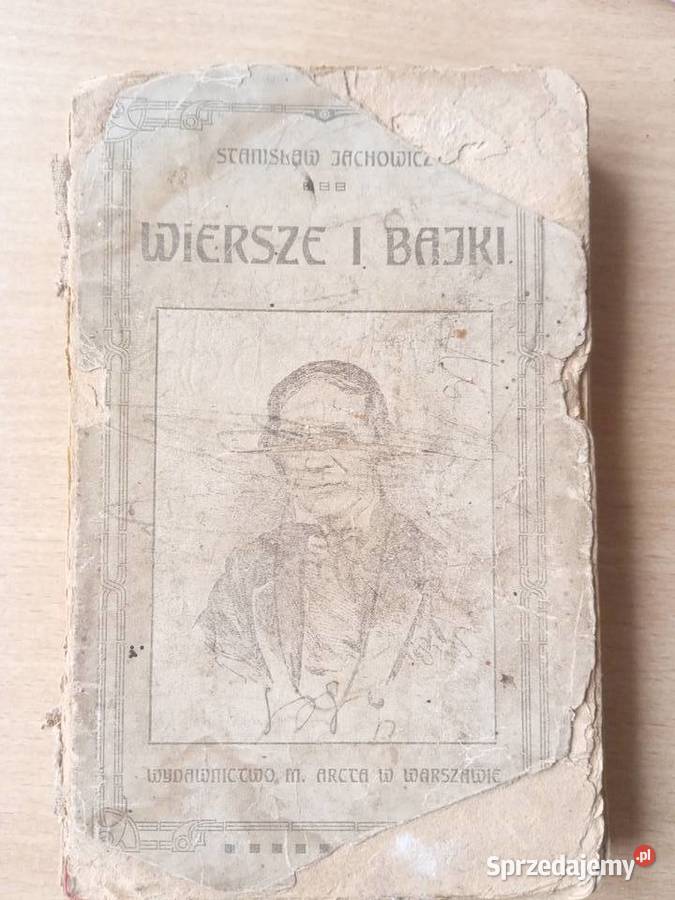 STANISŁAW JACHOWICZ
WIERSZE I BAJKI.
WYDAWNICTWO M. ARCTA W WARSZAWIE
Sprzedajemy.pl